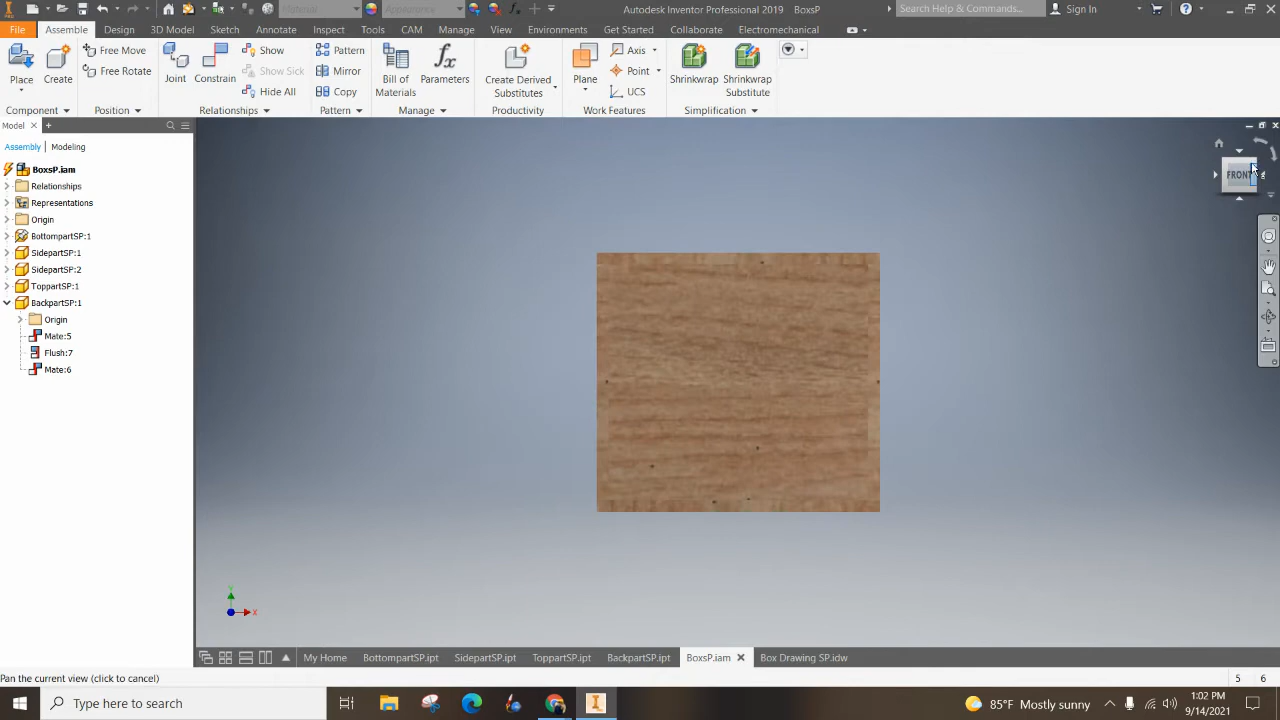 Material
Appearance
Autodesk Inventor Professional 2019 BoxsP
Search Help & Commands...
Sign In
File
Assemble
Design
3D Model
Sketch
Annotate
Inspect
Tools
CAM
Manage
View
Environments
Get Started
Collaborate
Electromechanical
Place
Create
Free Move
Free Rotate
Joint
Constrain
Show
Show Sick
Hide All
Pattern
Mirror
Copy
Bill of Materials
Parameters
Create Derived Substitutes
Plane
Axis
Point
UCS
Shrinkwrap
Shrinkwrap Substitute
Component
Position
Relationships
Pattern
Manage
Productivity
Work Features
Simplification
Model
Assembly
Modeling
BoxsP.iam
Relationships
Representations
Origin
BottompartSP:1
SidepartSP:1
SidepartSP:2
ToppartSP:1
BackpartSP:1
Origin
Mate:5
Flush:7
Mate:6
FRONT
Y
X
My Home
BottompartSP.ipt
SidepartSP.ipt
ToppartSP.ipt
BackpartSP.ipt
BoxsP.iam
Box Drawing SP.idw
Pan the current view (click to cancel)
5 6
Type here to search
85°F Mostly sunny
1:02 PM
9/14/2021